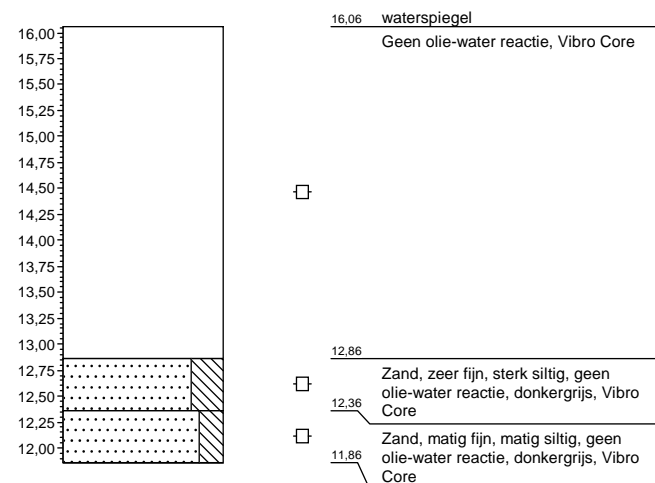 16,00
15,75
15,50
15,25
15,00
14,75
14,50
14,25
14,00
13,75
13,50
13,25
13,00
12,75
12,50
12,25
12,00
16,06 waterspiegel
Geen olie-water reactie, Vibro Core
12,86
Zand, zeer fijn, sterk siltig, geen
olie-water reactie, donkergrijs, Vibro
Core
12,36
Zand, matig fijn, matig siltig, geen
olie-water reactie, donkergrijs, Vibro
Core
11,86